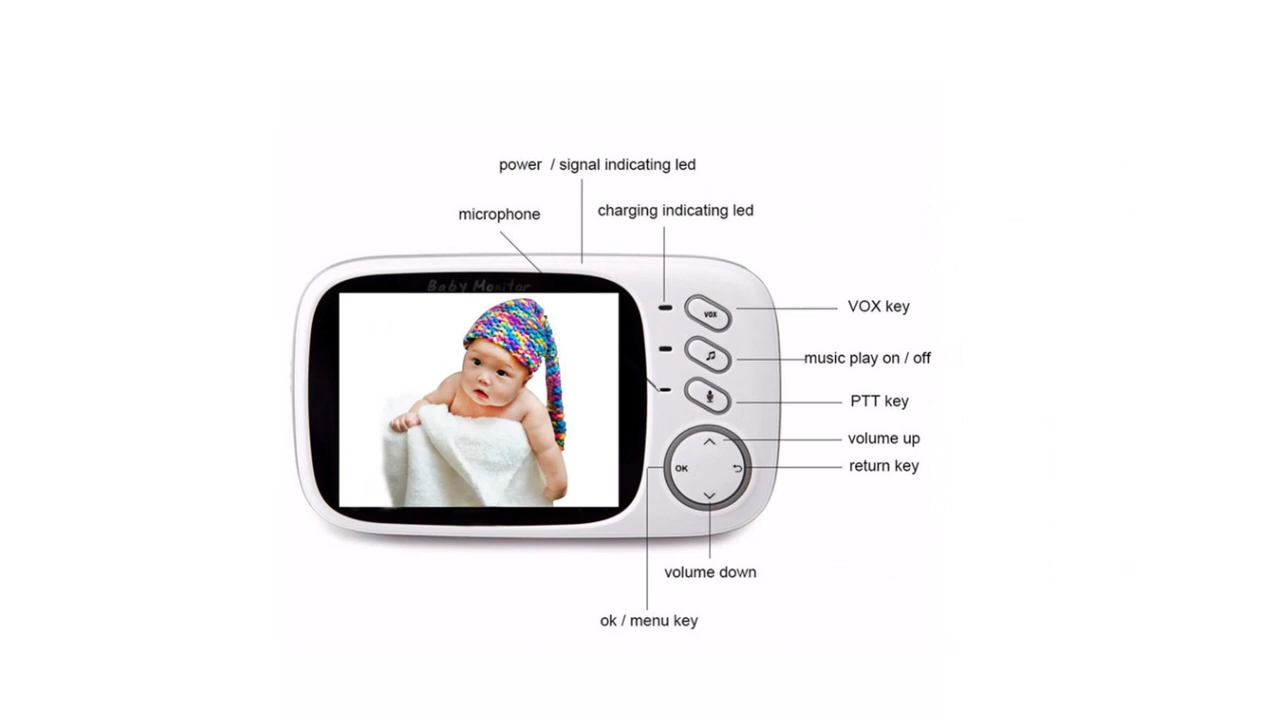 power / signal indicating led
microphone
charging indicating led
Baby Monitor
VOX
VOX key
music play on / off
PTT key
volume up
OK
return key
volume down
ok / menu key